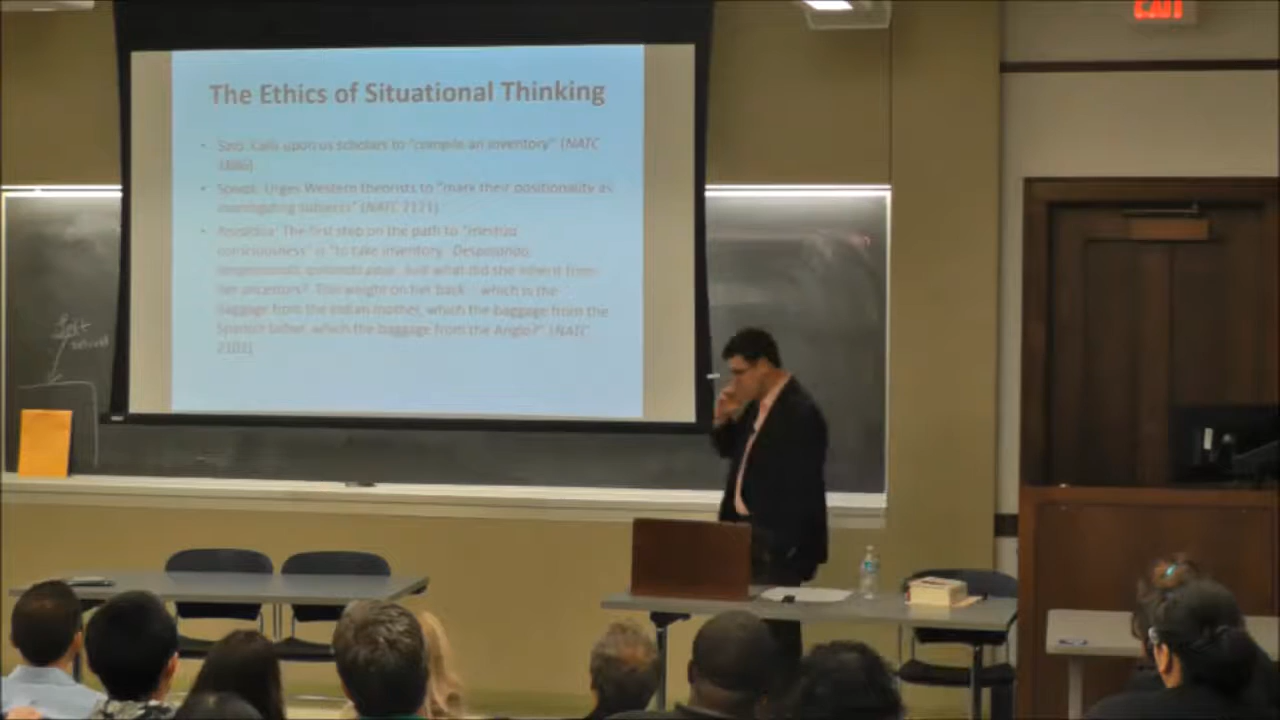 EXIT
The Ethics of Situational Thinking
• Said: Calls upon us scholars to "compile an inventory" (NATC
1886)
• Spivak: Urges Western theorists to "mark their positionality as
investigating subjects" (NATC 2121)
• The first step on the path to "mestiza
consciousness" is "to take inventory. Despojando,
desgranando, quitando paja. Just what did she inherit from
her ancestors? This weight on her back – which is the
baggage from the Indian mother, which the baggage from the
Spanish father, which the baggage from the Anglo?" (NATC
2101)